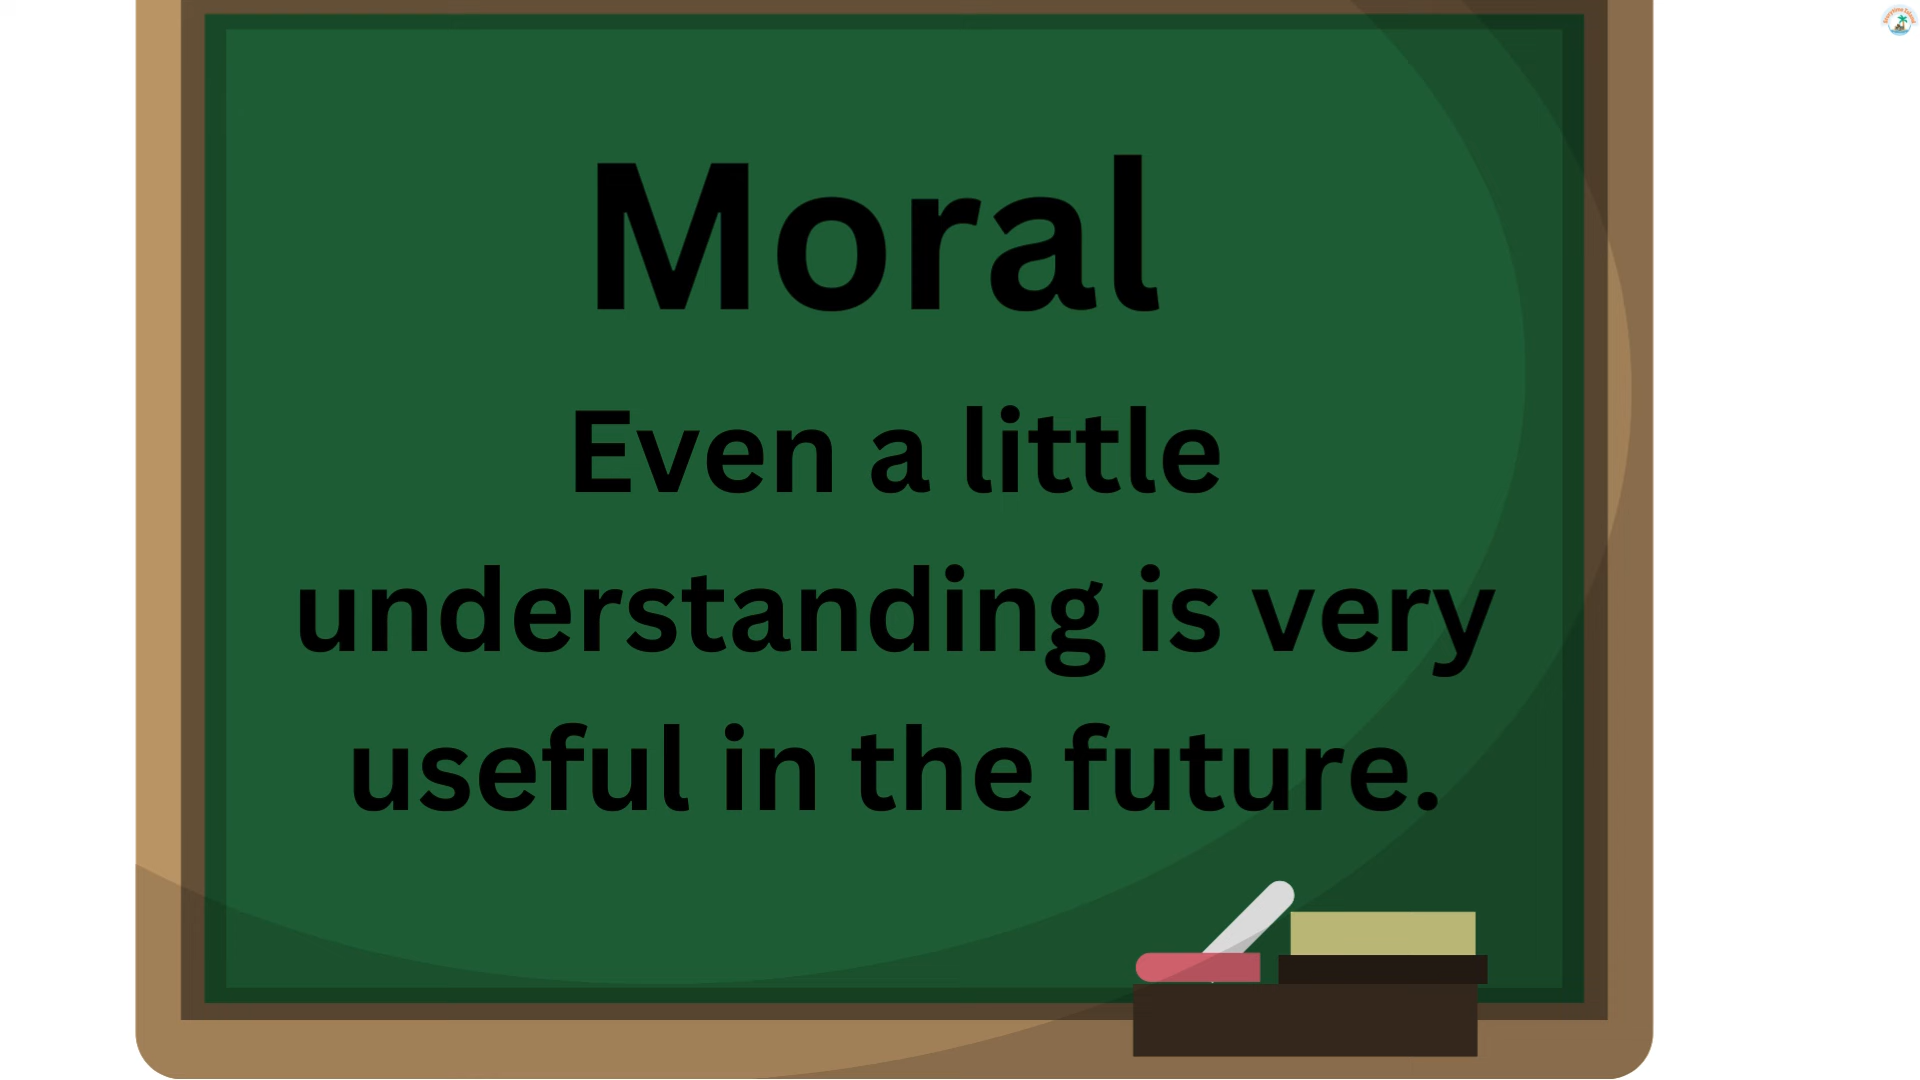 Moral
Even a little
understanding is very
useful in the future.